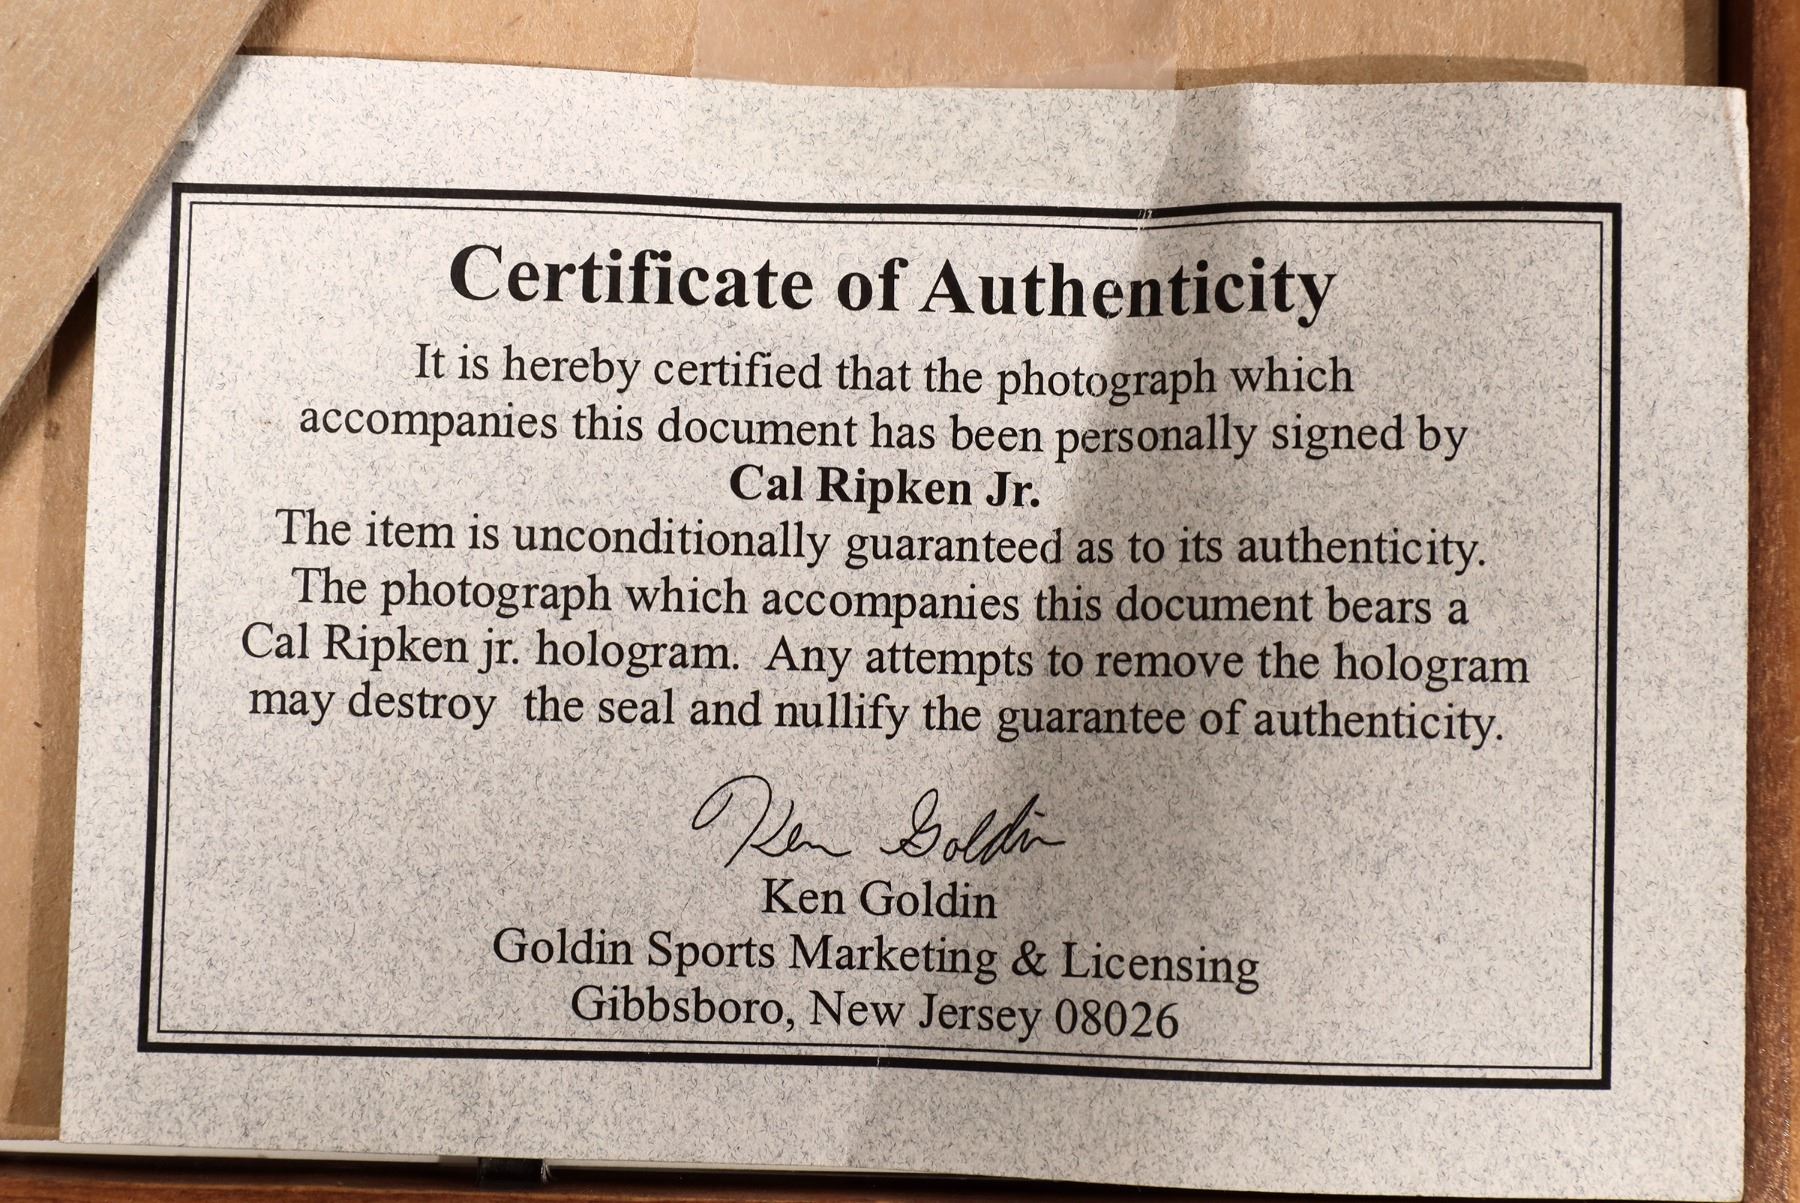 Certificate of Authenticity
It is hereby certified that the photograph which
accompanies this document has been personally signed by
Cal Ripken Jr.
The item is unconditionally guaranteed as to its authenticity.
The photograph which accompanies this document bears a
Cal Ripken jr. hologram.  Any attempts to remove the hologram
may destroy  the seal and nullify the guarantee of authenticity.
Ken Goldin
Ken Goldin
Goldin Sports Marketing & Licensing
Gibbsboro, New Jersey 08026